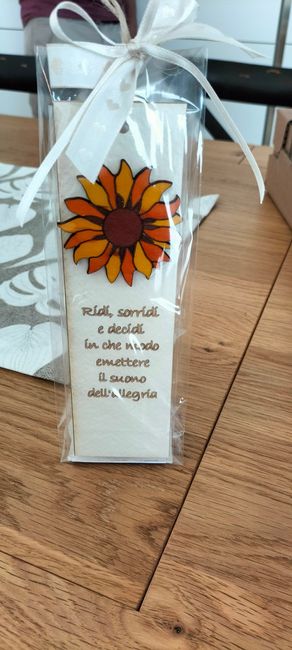 Ridi, sorridi
e decidi
in che modo
emettere
il suono
dell'allegria